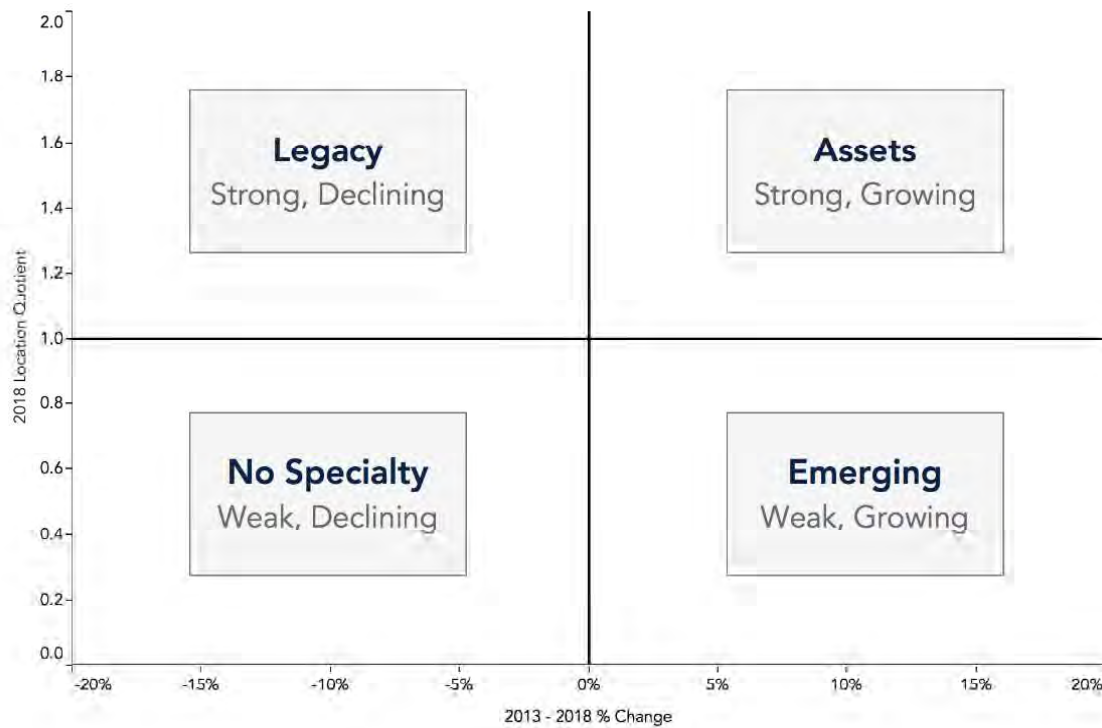 2.0
1.8
Legacy
Assets
1.6
Strong, Declining
Strong, Growing
1.4
1.2
2018 Location Quotient
1.0
0.8
No Specialty
Emerging
0.6
Weak, Declining
Weak, Growing
0.4
0.2
0.0
-20%
-15%
-10%
-5%
0%
5%
10%
15%
20%
2013 - 2018 % Change